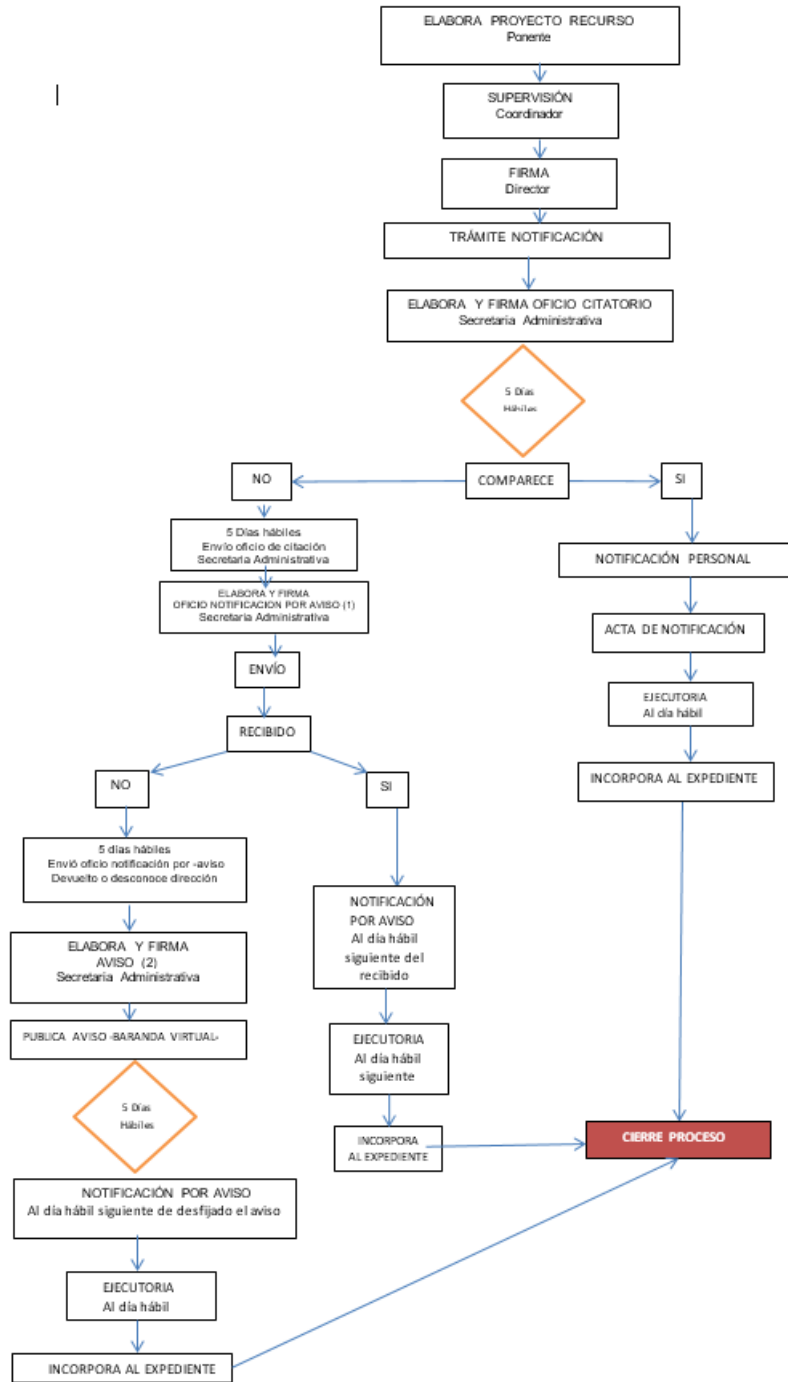 ELABORA PROYECTO RECURSO
Ponente
SUPERVISIÓN
Coordinador
FIRMA
Director
TRÁMITE NOTIFICACIÓN
ELABORA Y FIRMA OFICIO CITATORIO
Secretaria Administrativa
5 Días
Hábiles
NO
COMPARECE
SI
5 Días hábiles
Envío oficio de citación
Secretaria Administrativa
ELABORA Y FIRMA
OFICIO NOTIFICACION POR AVISO (1)
Secretaria Administrativa
ENVÍO
RECIBIDO
NO
SI
5 días hábiles
Envió oficio notificación por -aviso
Devuelto o desconoce dirección
ELABORA Y FIRMA
AVISO (2)
Secretaria Administrativa
PUBLICA AVISO -BARANDA VIRTUAL-
5 Días
Hábiles
NOTIFICACIÓN POR AVISO
Al día hábil siguiente de desfijado el aviso
EJECUTORIA
Al día hábil
INCORPORA AL EXPEDIENTE
NOTIFICACIÓN
POR AVISO
Al día hábil
siguiente del
recibido
EJECUTORIA
Al día hábil
siguiente
INCORPORA
AL EXPEDIENTE
NOTIFICACIÓN PERSONAL
ACTA DE NOTIFICACIÓN
EJECUTORIA
Al día hábil
INCORPORA AL EXPEDIENTE
CIERRE PROCESO